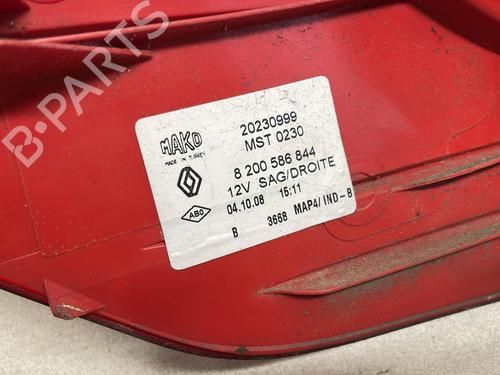 B-PARTS
MAKO
MADE IN TURKEY
20230999
MST 0230
8 200 586 844
12V SAG/DROITE
ABO
04.10.08 15:11
B 3668 MAP4/ IND-B